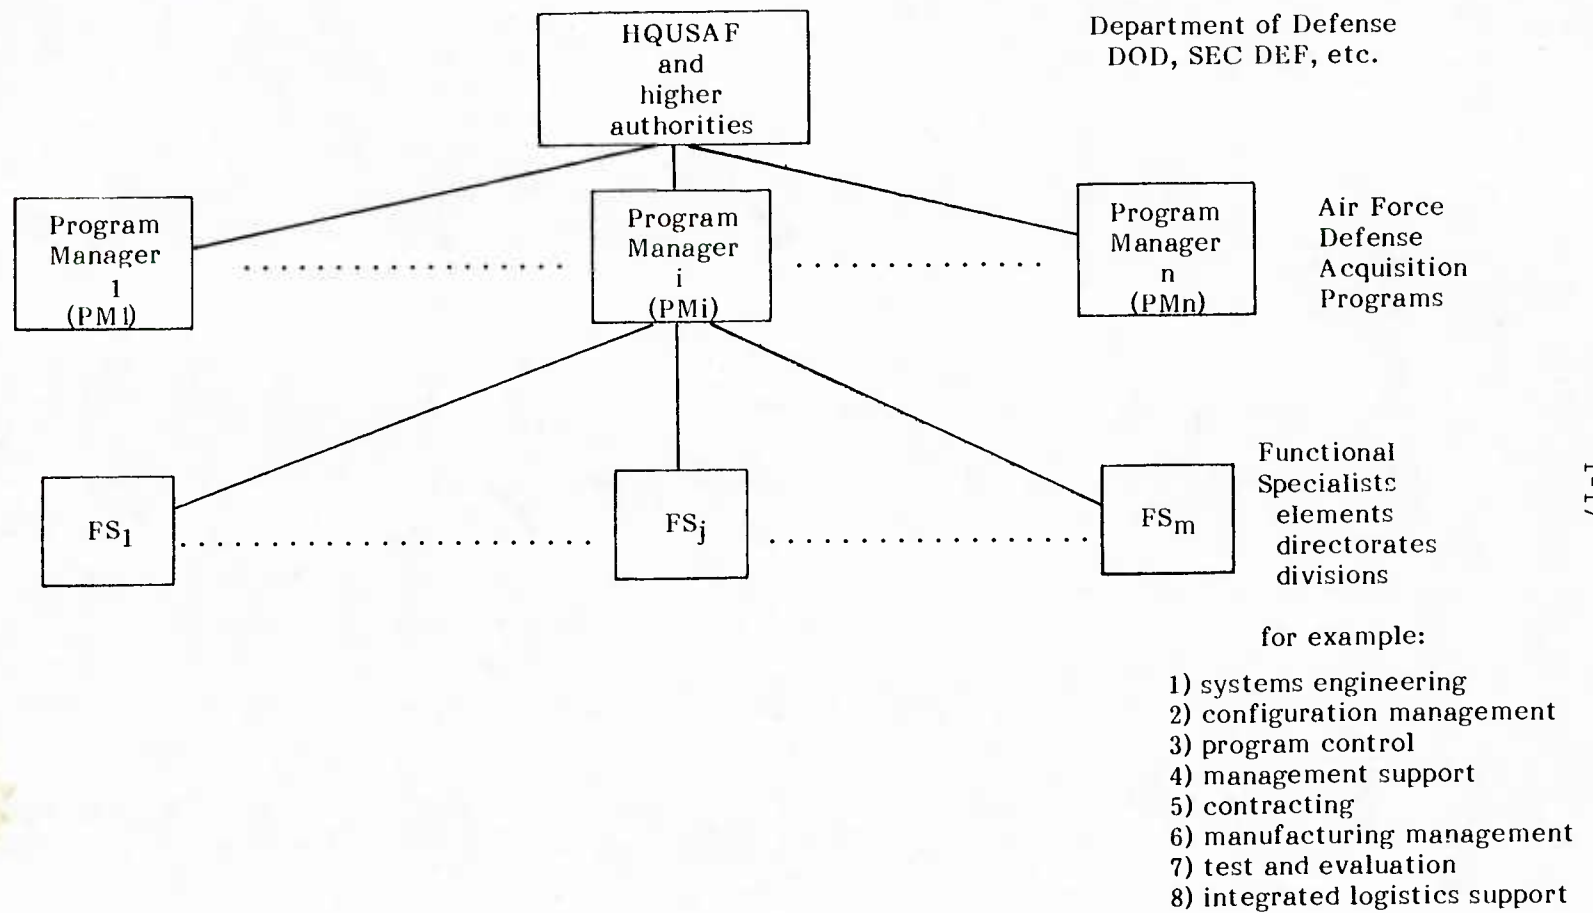 HQUSAF
and
higher
authorities
Department of Defense
DOD, SEC DEF, etc.
Program
Manager
1
(PM1)
Program
Manager
i
(PMi)
Program
Manager
n
(PMn)
Air Force
Defense
Acquisition
Programs
FS1
FSj
FSm
Functional
Specialists
elements
directorates
divisions
for example:
1) systems engineering
2) configuration management
3) program control
4) management support
5) contracting
6) manufacturing management
7) test and evaluation
8) integrated logistics support